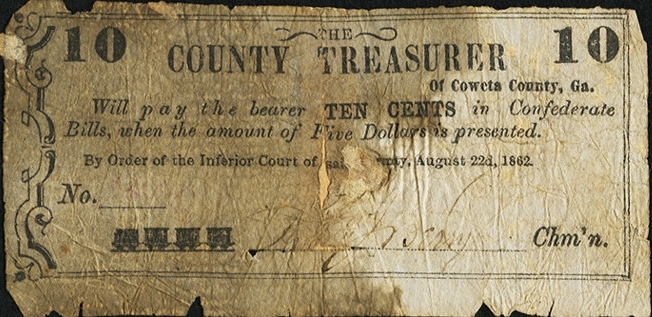 THE
10 COUNTY TREASURER 10
Of Coweta County, Ga.
Will pay the bearer TEN CENTS in Confederate
Bills, when the amount of Five Dollars is presented.
By Order of the Inferior Court of said County, August 22d, 1862.
No.
Chm'n.